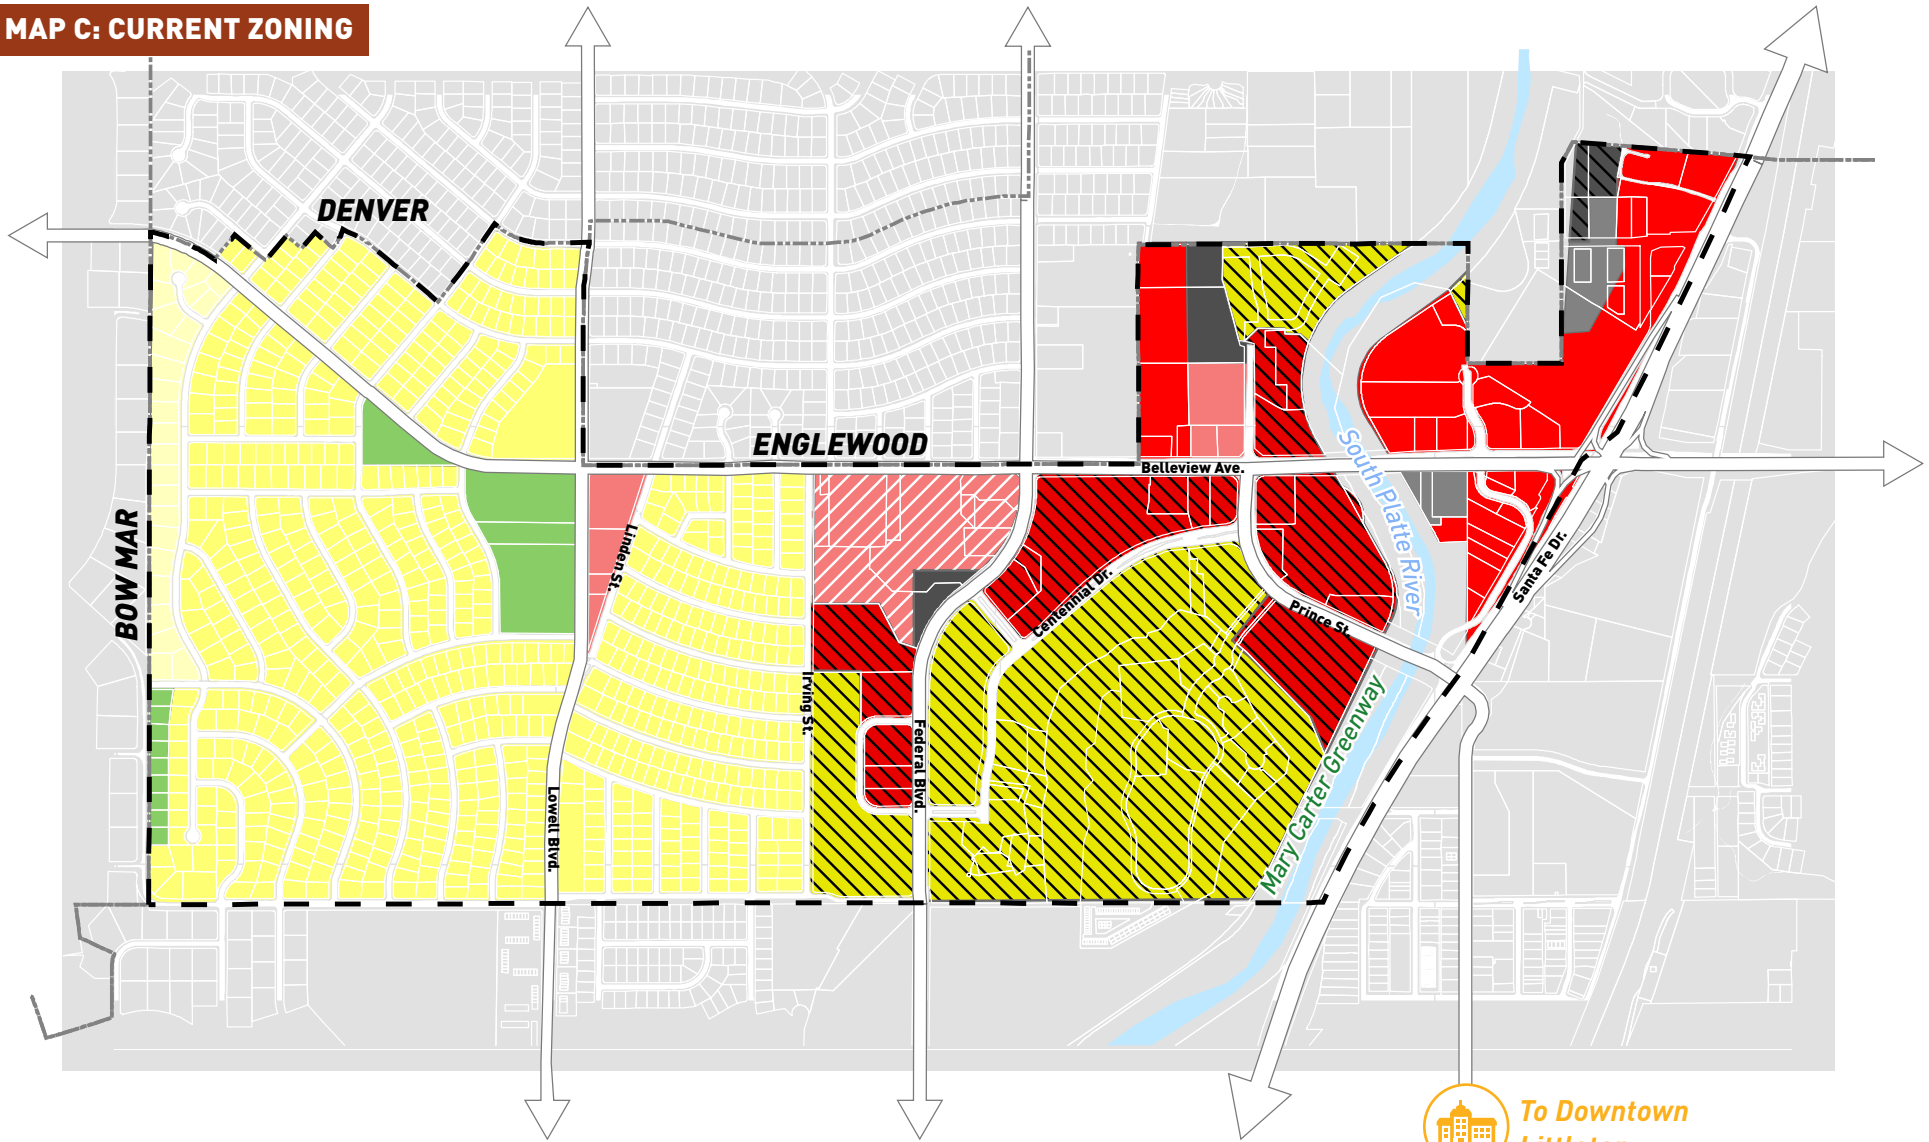 MAP C: CURRENT ZONING
DENVER
ENGLEWOOD
Belleview Ave.
BOW MAR
Linden St.
South Platte River
Santa Fe Dr.
Centennial Dr.
Prince St.
Irving St.
Federal Blvd.
Lowell Blvd.
Mary Carter Greenway
To Downtown
Littleton